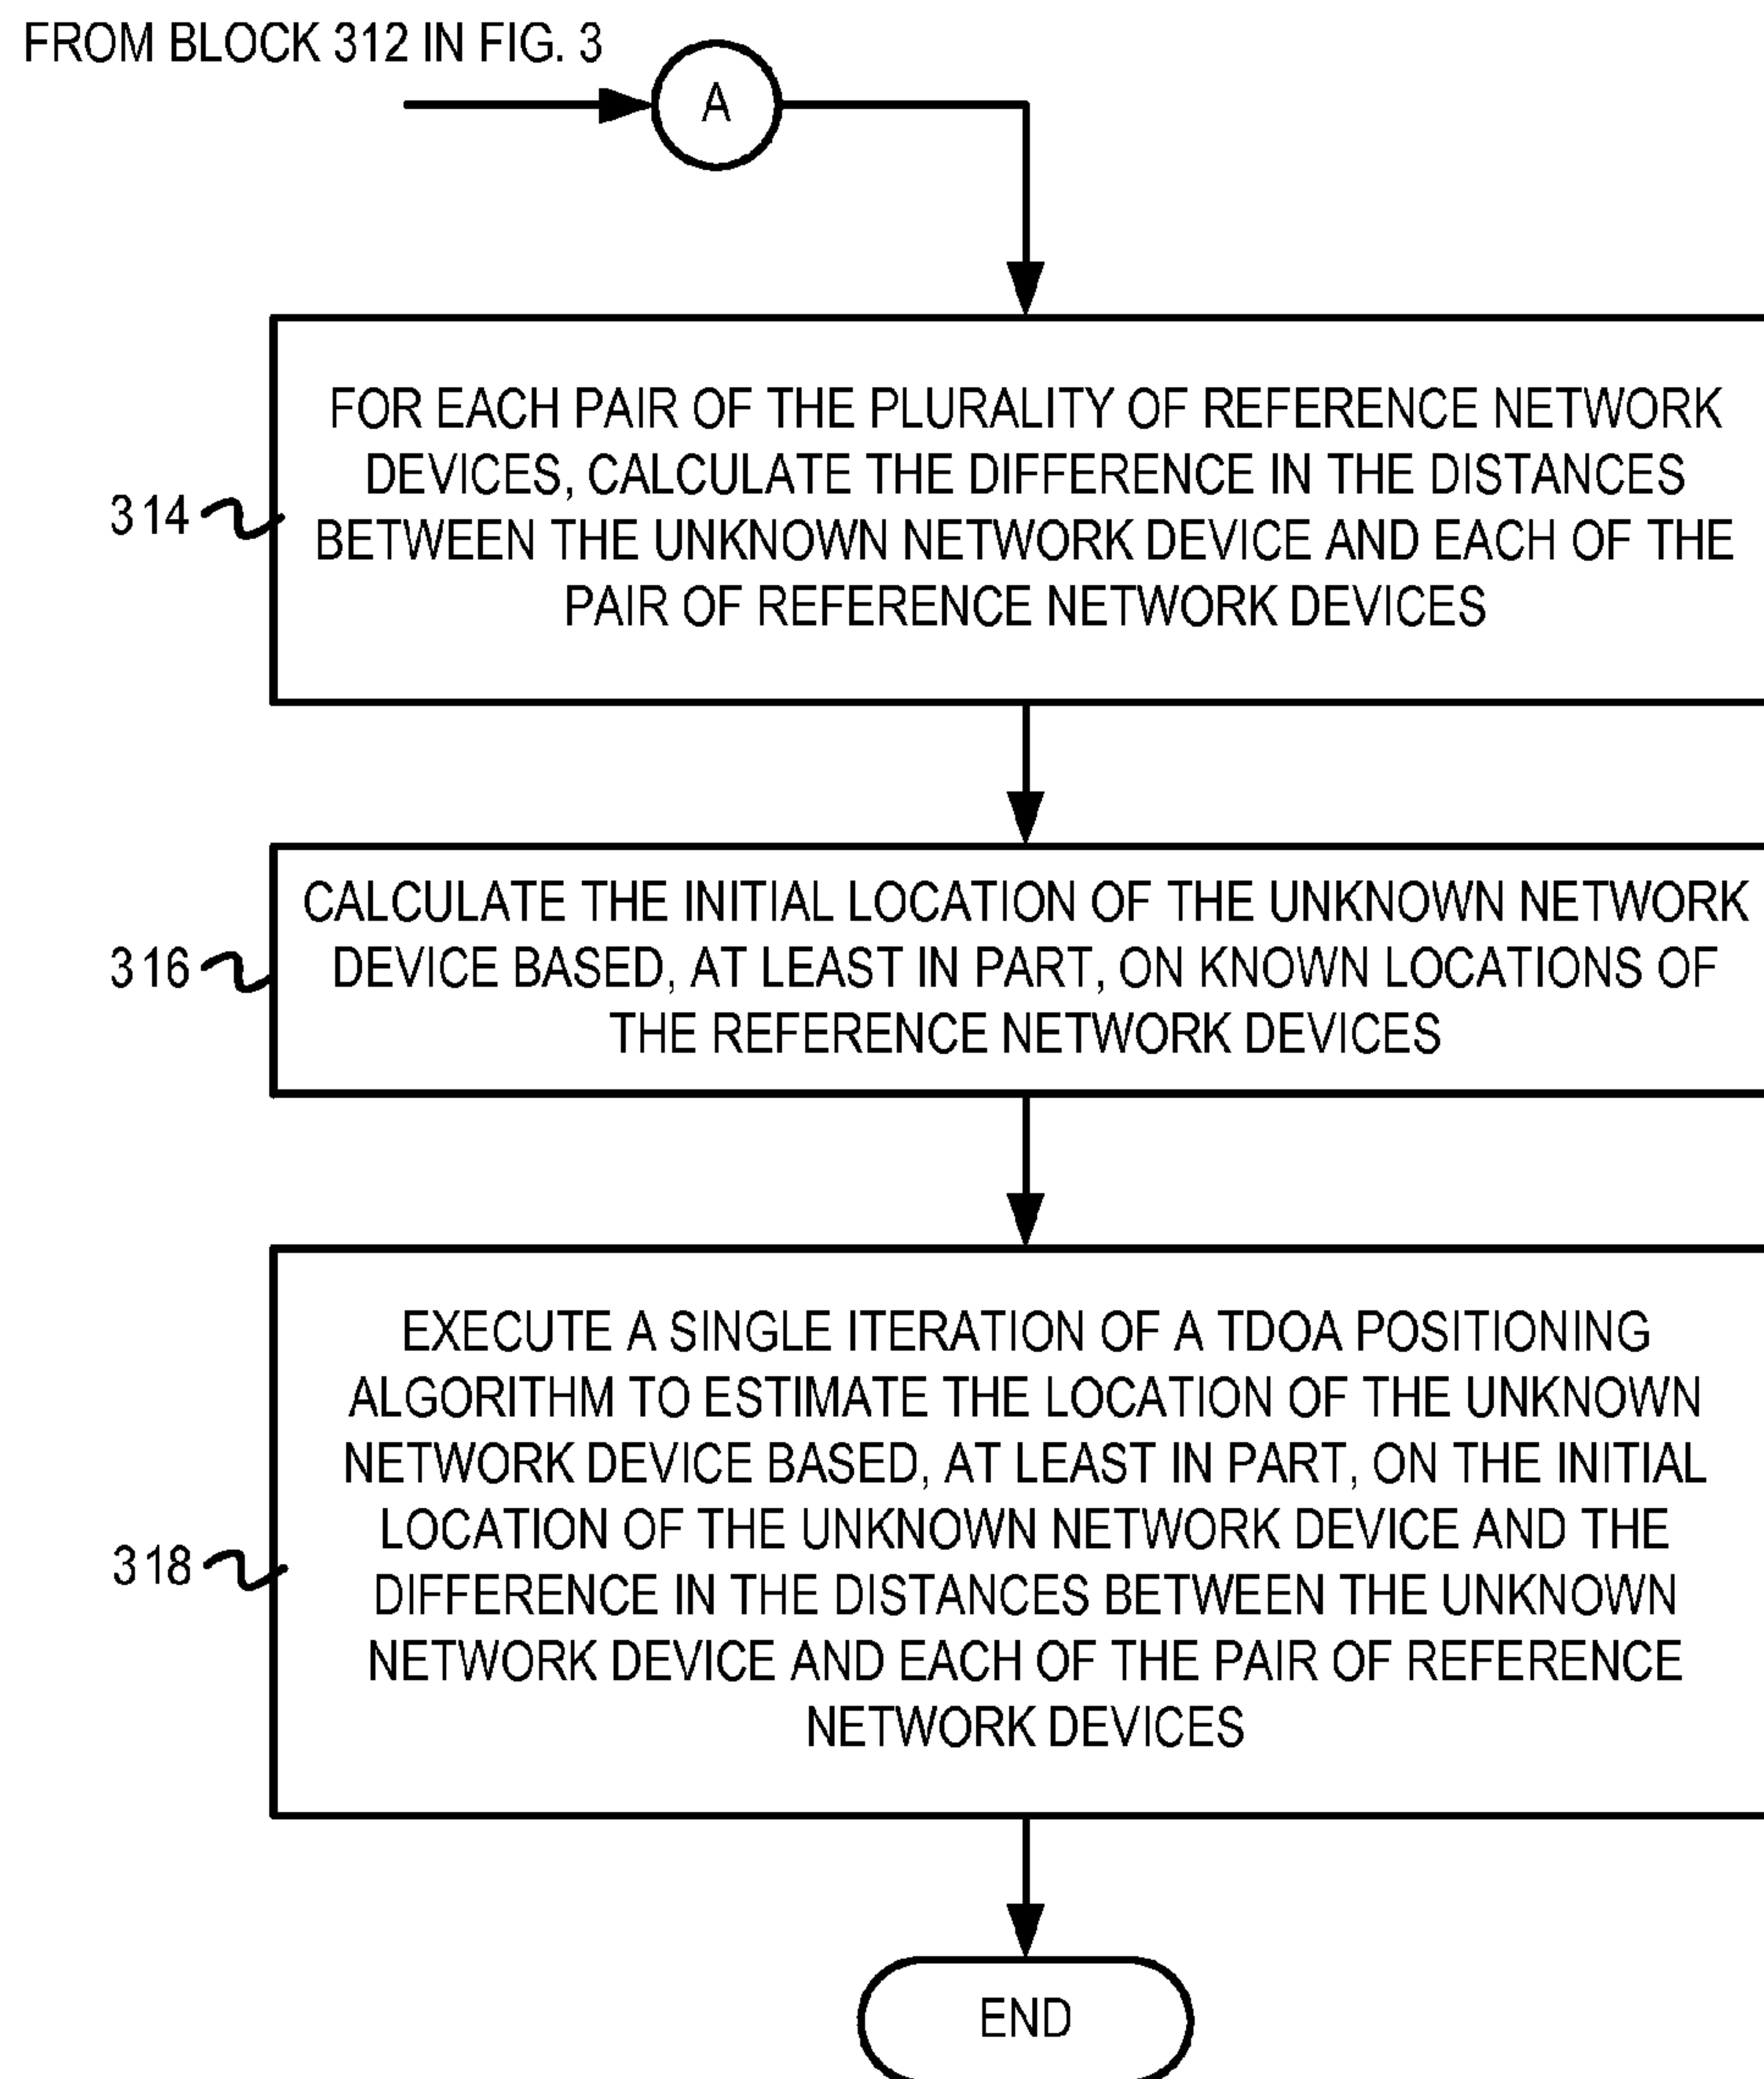 FROM BLOCK 312 IN FIG. 3
A
FOR EACH PAIR OF THE PLURALITY OF REFERENCE NETWORK
DEVICES, CALCULATE THE DIFFERENCE IN THE DISTANCES
BETWEEN THE UNKNOWN NETWORK DEVICE AND EACH OF THE
PAIR OF REFERENCE NETWORK DEVICES
314
CALCULATE THE INITIAL LOCATION OF THE UNKNOWN NETWORK
DEVICE BASED, AT LEAST IN PART, ON KNOWN LOCATIONS OF
THE REFERENCE NETWORK DEVICES
316
EXECUTE A SINGLE ITERATION OF A TDOA POSITIONING
ALGORITHM TO ESTIMATE THE LOCATION OF THE UNKNOWN
NETWORK DEVICE BASED, AT LEAST IN PART, ON THE INITIAL
LOCATION OF THE UNKNOWN NETWORK DEVICE AND THE
DIFFERENCE IN THE DISTANCES BETWEEN THE UNKNOWN
NETWORK DEVICE AND EACH OF THE PAIR OF REFERENCE
NETWORK DEVICES
318
END